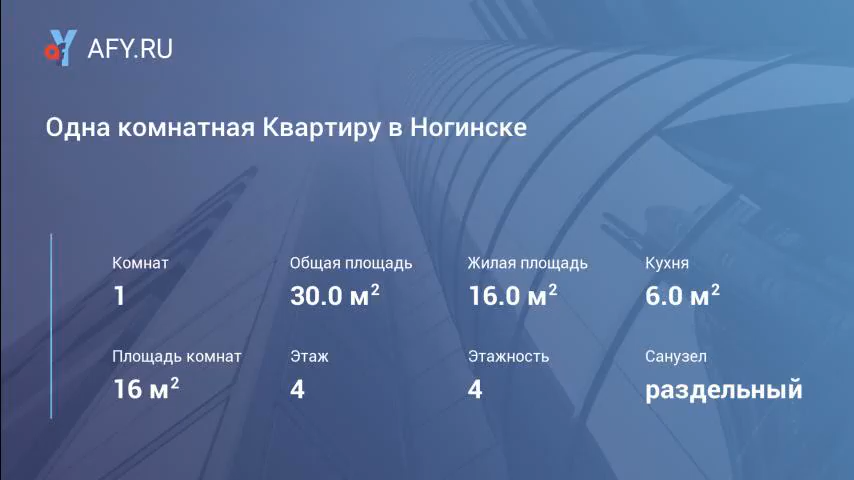 AFY.RU
Одна комнатная Квартиру в Ногинске
Комнат
1
Общая площадь
30.0 м²
Жилая площадь
16.0 м²
Кухня
6.0 м²
Площадь комнат
16 м²
Этаж
4
Этажность
4
Санузел
раздельный